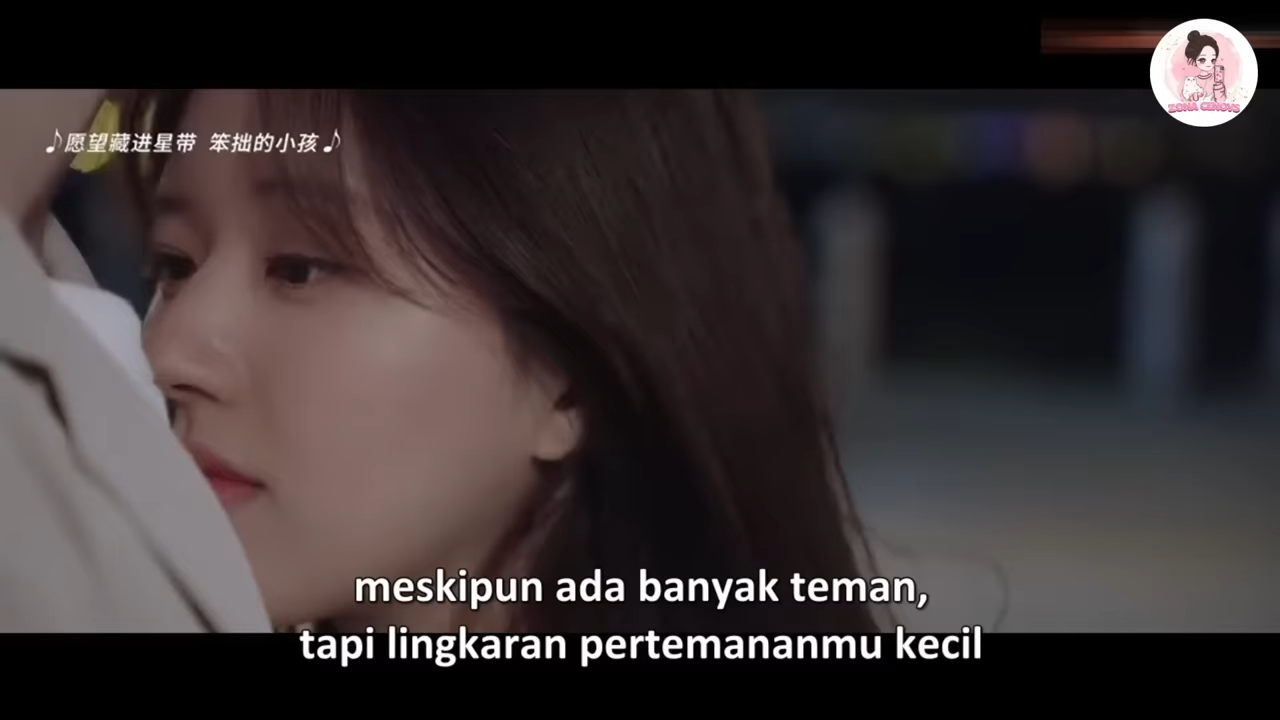 ♪愿望藏进星带 笨拙的小孩♪
meskipun ada banyak teman,
tapi lingkaran pertemananmu kecil